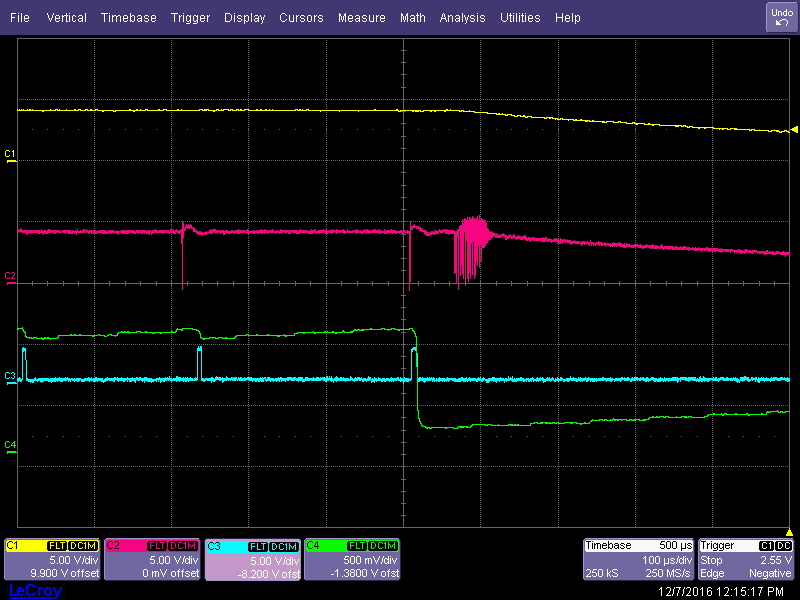 File Vertical Timebase Trigger Display Cursors Measure Math Analysis Utilities Help Undo
C1
C2
C3
C4
C1 FLT DC1M C2 FLT DC1M C3 FLT DC1M C4 FLT DC1M Timebase 500 µs Trigger C1 DC
5.00 V/div 5.00 V/div 5.00 V/div 500 mV/div 100 µs/div Stop 2.55 V
9.900 V offset 0 mV offset -8.200 V ofst -1.3800 V ofst 250 kS 250 MS/s Edge Negative
LeCroy 12/7/2016 12:15:17 PM